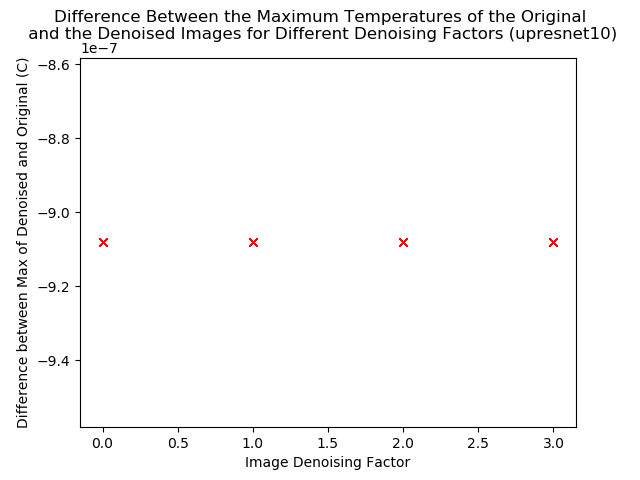 Difference Between the Maximum Temperatures of the Original
and the Denoised Images for Different Denoising Factors (upresnet10)
1e−7
−8.6
−8.8
−9.0
−9.2
−9.4
Difference between Max of Denoised and Original (C)
0.0 0.5 1.0 1.5 2.0 2.5 3.0
Image Denoising Factor